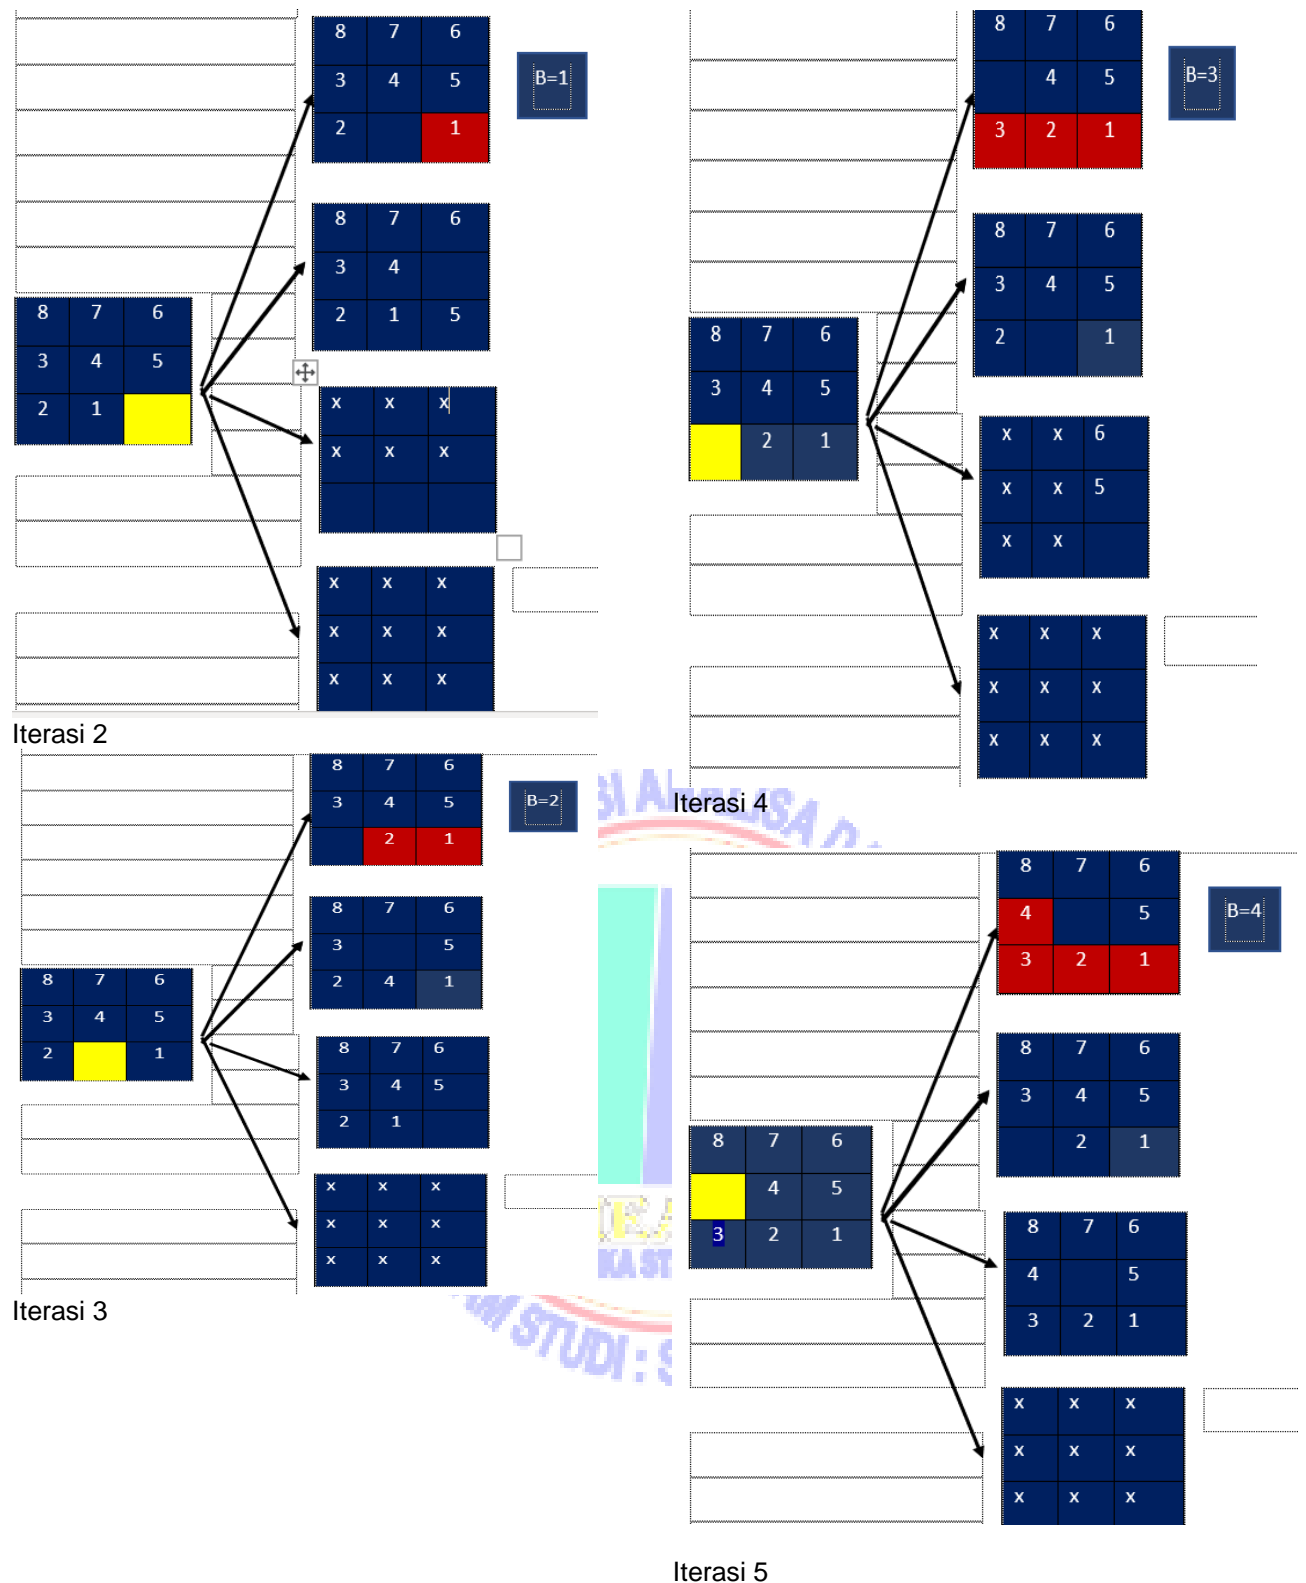 8 7 6
3 4 5
2 1
B=1
8 7 6
3 4
2 1 5
8 7 6
3 4 5
2 1
x x x
x x x
x x x
x x x
x x x
Iterasi 2
8 7 6
3 4 5
2 1
B=2
8 7 6
3 5
2 4 1
8 7 6
3 4 5
2 1
8 7 6
3 4 5
2 1
x x x
x x x
x x x
Iterasi 3
8 7 6
4 5
3 2 1
B=3
8 7 6
3 4 5
2 1
8 7 6
3 4 5
2 1
x x 6
x x 5
x x
x x x
x x x
x x x
Iterasi 4
8 7 6
4 5
3 2 1
B=4
8 7 6
3 4 5
2 1
8 7 6
4 5
3 2 1
8 7 6
4 5
3 2 1
x x x
x x x
x x x
Iterasi 5
STUDI : S